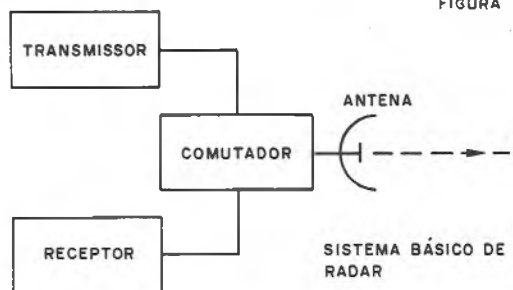 FIGURA
TRANSMISSOR
ANTENA
COMUTADOR
RECEPTOR
SISTEMA BÁSICO DE
RADAR